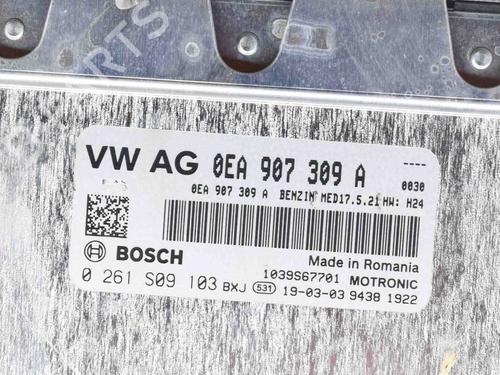 VW AG 0EA 907 309 A ----
0030
0EA 907 309 A BENZIN MED17.5.21 HW: H24
BOSCH
Made in Romania
1039S67701 MOTRONIC
0 261 S09 103 BXJ 531 19-03-03 9438 1922